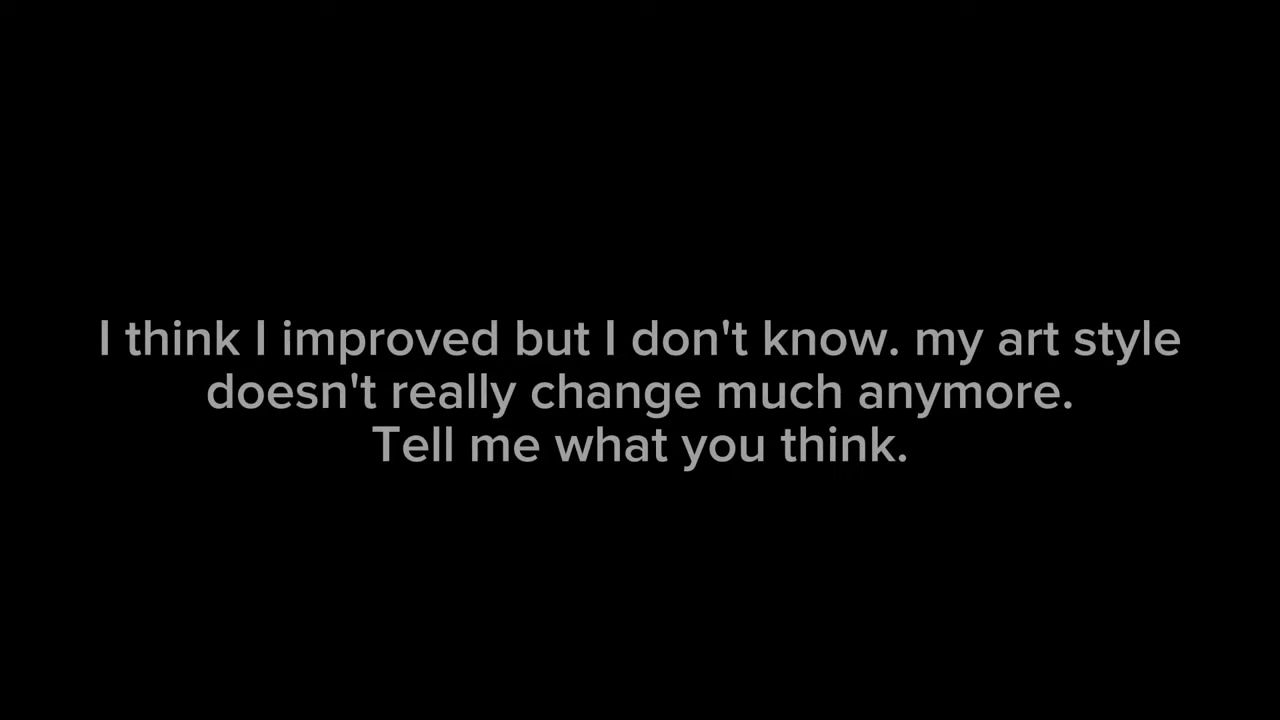 I think I improved but I don't know. my art style
doesn't really change much anymore.
Tell me what you think.